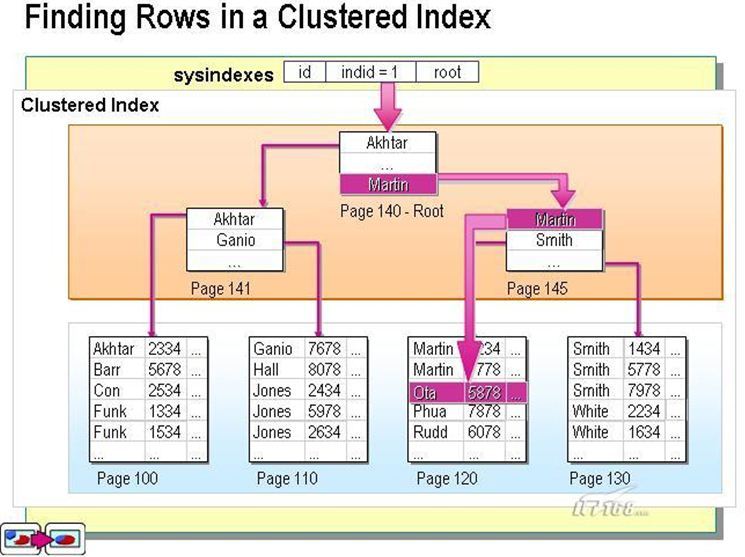 Finding Rows in a Clustered Index
sysindexes id indid = 1 root
Clustered Index
Akhtar
...
Martin
Page 140 - Root
Akhtar
Ganio
...
Page 141
Martin
Smith
...
Page 145
Akhtar 2334 ...
Barr 5678 ...
Con 2534 ...
Funk 1334 ...
Funk 1534 ...
... ... ...
Page 100
Ganio 7678 ...
Hall 8078 ...
Jones 2434 ...
Jones 5978 ...
Jones 2634 ...
... ... ...
Page 110
Martin 234 ...
Martin 778 ...
Ota 5878 ...
Phua 7878 ...
Rudd 6078 ...
... ... ...
Page 120
Smith 1434 ...
Smith 5778 ...
Smith 7978 ...
White 2234 ...
White 1634 ...
... ... ...
Page 130